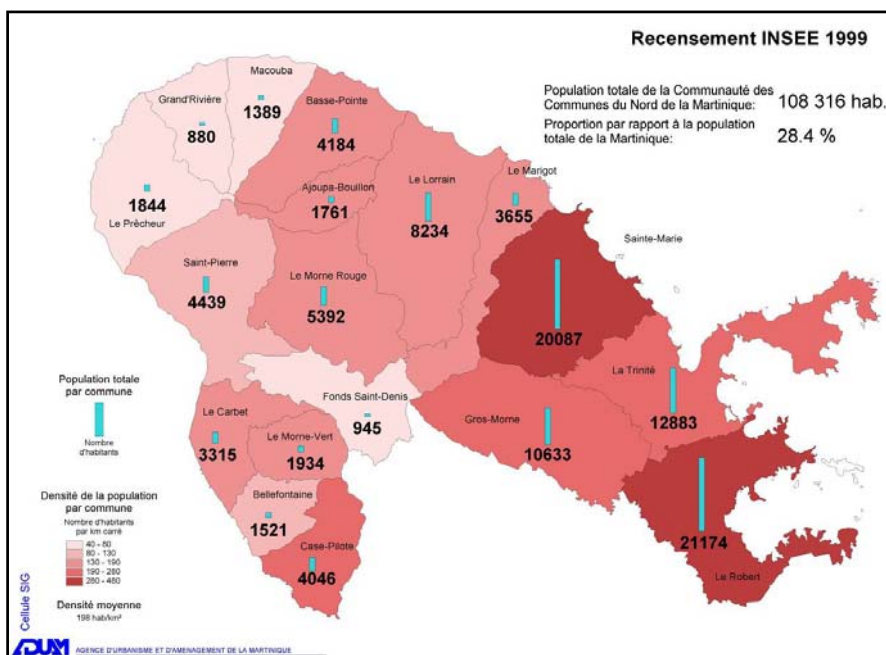 Recensement INSEE 1999
Population totale de la Communauté des
Communes du Nord de la Martinique: 108 316 hab.
Proportion par rapport à la population
totale de la Martinique: 28.4 %
Macouba
1389
Grand'Rivière
880
Basse-Pointe
4184
Le Prècheur
1844
Ajoupa-Bouillon
1761
Le Lorrain
8234
Le Marigot
3655
Sainte-Marie
20087
Saint-Pierre
4439
Le Morne Rouge
5392
La Trinité
12883
Fonds Saint-Denis
945
Gros-Morne
10633
Le Carbet
3315
Le Morne-Vert
1934
Bellefontaine
1521
Case-Pilote
4046
21174
Le Robert
Population totale
par commune
Nombre
d'habitants
Densité de la population
par commune
Nombre d'habitants
par km carré
40 - 80
80 - 130
130 - 190
190 - 280
280 - 480
Densité moyenne
198 hab/km²
Cellule SIG
ADUAM
AGENCE D'URBANISME ET D'AMENAGEMENT DE LA MARTINIQUE